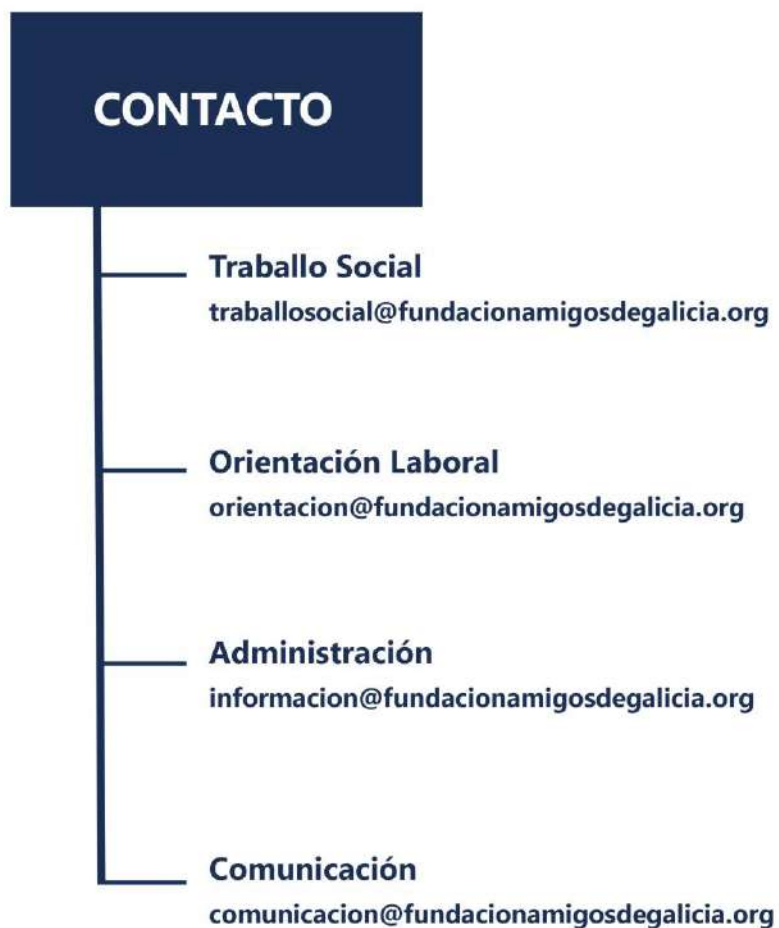 CONTACTO
Traballo Social
traballosocial@fundacionamigosdegalicia.org
Orientación Laboral
orientacion@fundacionamigosdegalicia.org
Administración
informacion@fundacionamigosdegalicia.org
Comunicación
comunicacion@fundacionamigosdegalicia.org